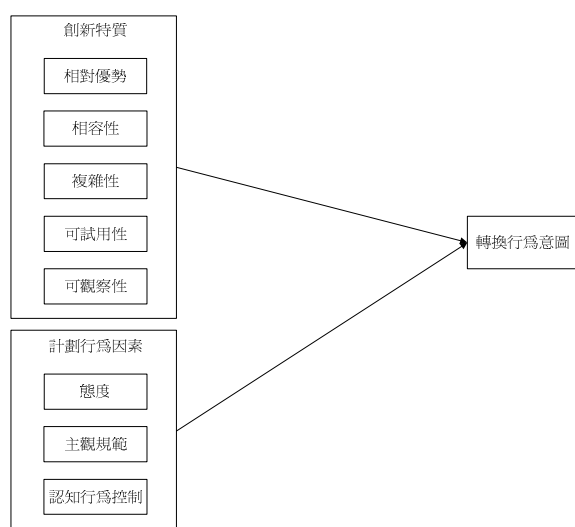 創新特質
相對優勢
相容性
複雜性
可試用性
可觀察性
轉換行爲意圖
計劃行爲因素
態度
主觀規範
認知行爲控制